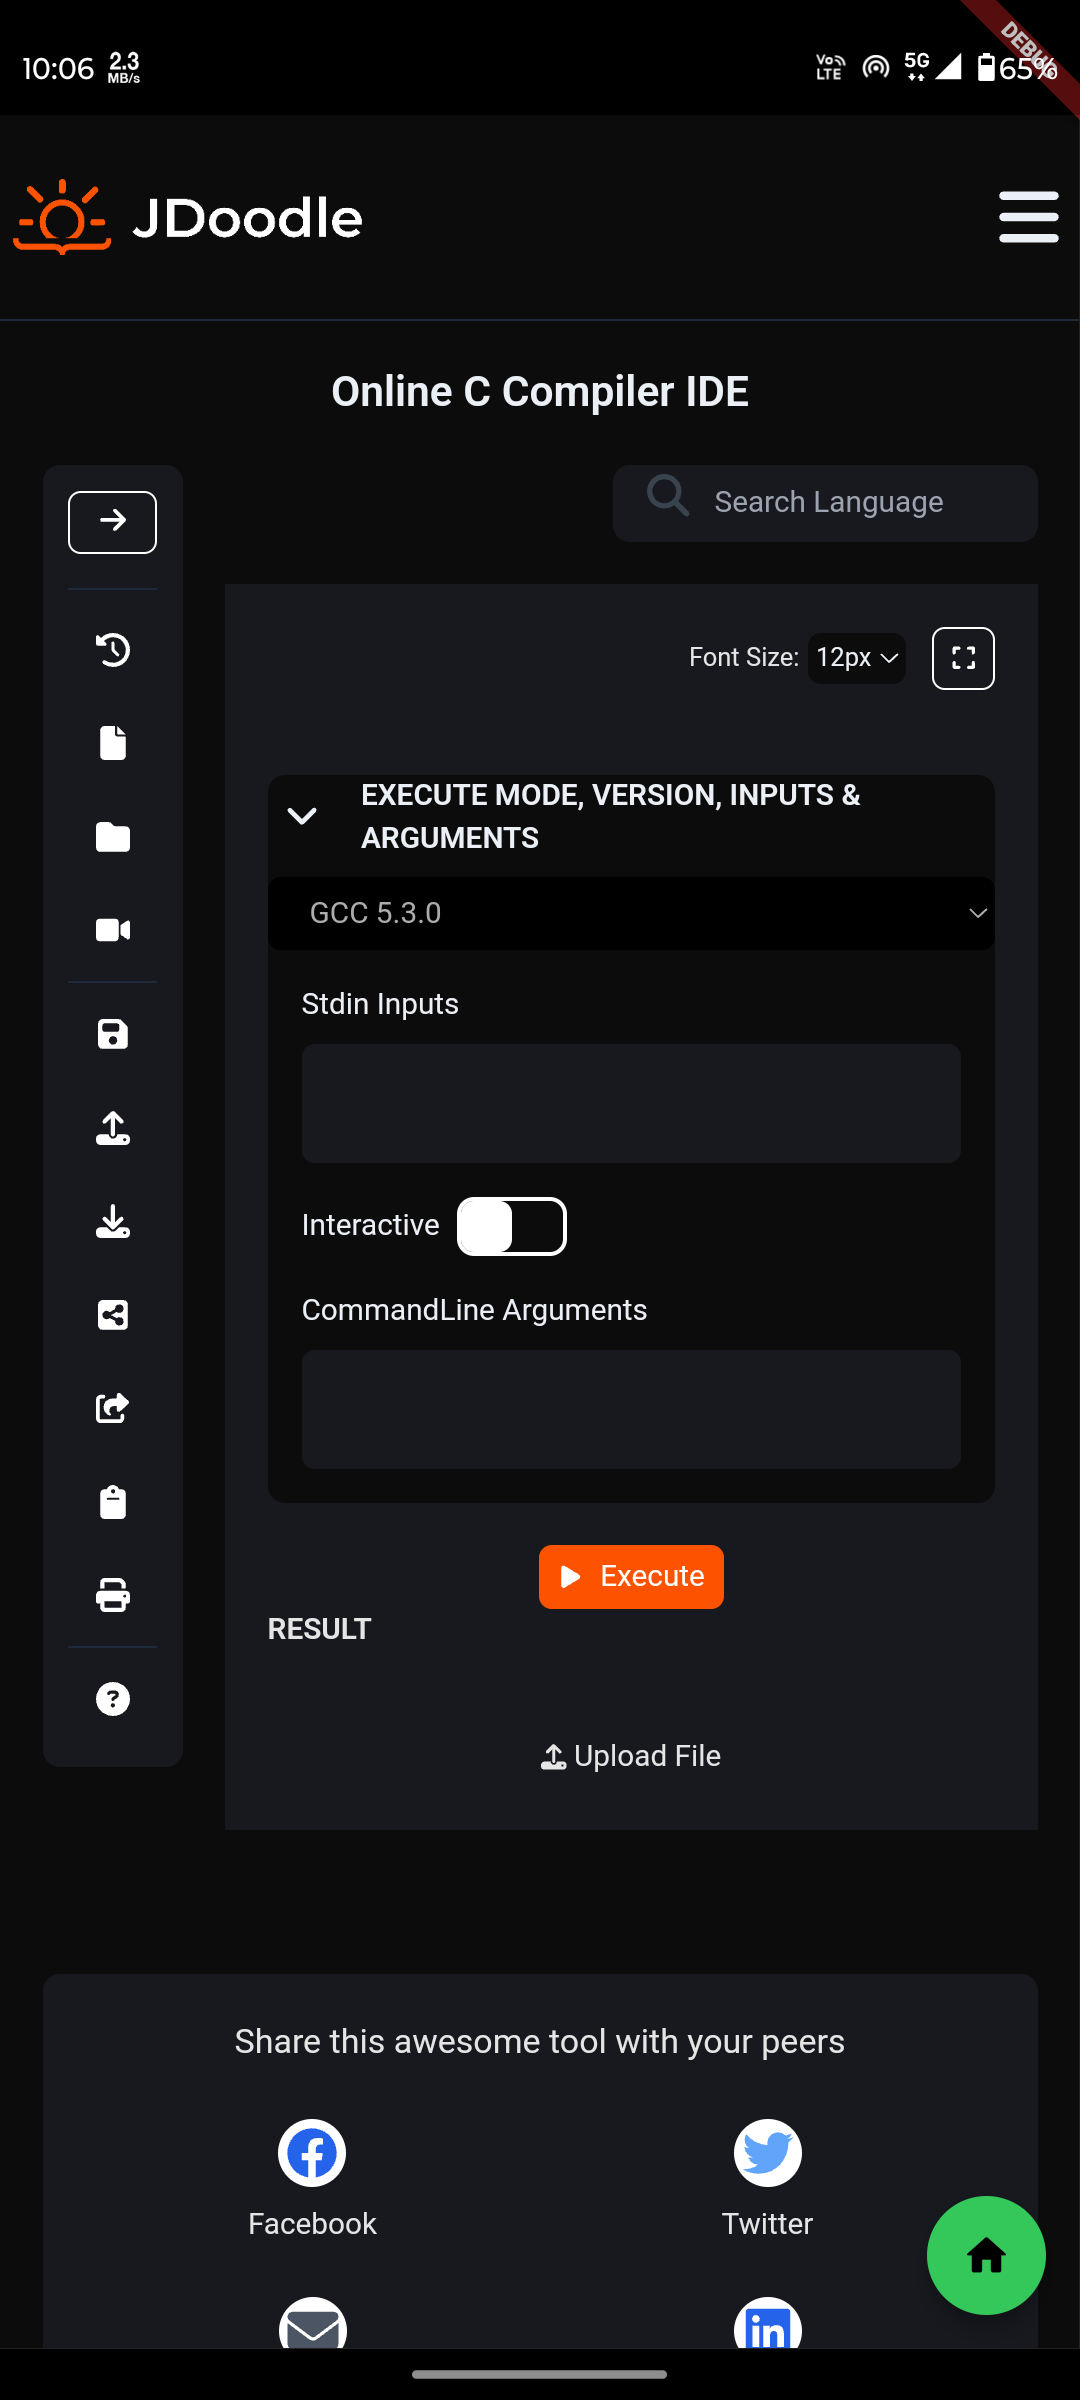 10:06 2.3 MB/s Vo LTE 5G 65%
DEBUG
JDoodle
Online C Compiler IDE
Search Language
Font Size: 12px
EXECUTE MODE, VERSION, INPUTS &
ARGUMENTS
GCC 5.3.0
Stdin Inputs
Interactive
CommandLine Arguments
Execute
RESULT
Upload File
Share this awesome tool with your peers
Facebook Twitter